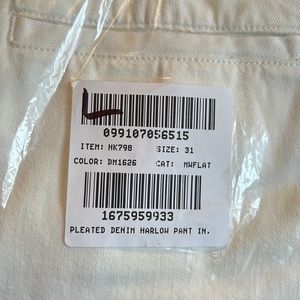 099107056515
ITEM: NK798 SIZE: 31
COLOR: DM1626 CAT: MWFLAT
1675959933
PLEATED DENIM HARLOW PANT IN.